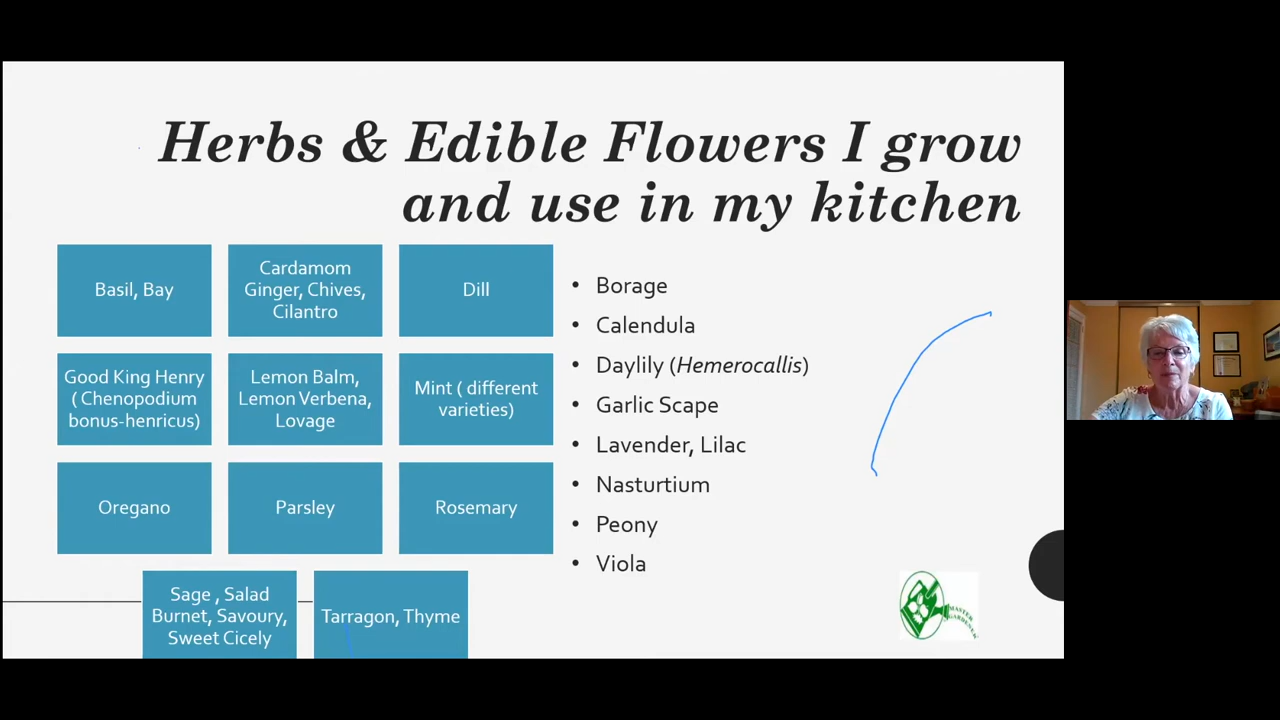 Herbs & Edible Flowers I grow
and use in my kitchen
Basil, Bay
Cardamom
Ginger, Chives,
Cilantro
Dill
Good King Henry
( Chenopodium
bonus-henricus)
Lemon Balm,
Lemon Verbena,
Lovage
Mint ( different
varieties)
Oregano
Parsley
Rosemary
Sage , Salad
Burnet, Savoury,
Sweet Cicely
Tarragon, Thyme
• Borage
• Calendula
• Daylily (Hemerocallis)
• Garlic Scape
• Lavender, Lilac
• Nasturtium
• Peony
• Viola
MASTER
GARDENER